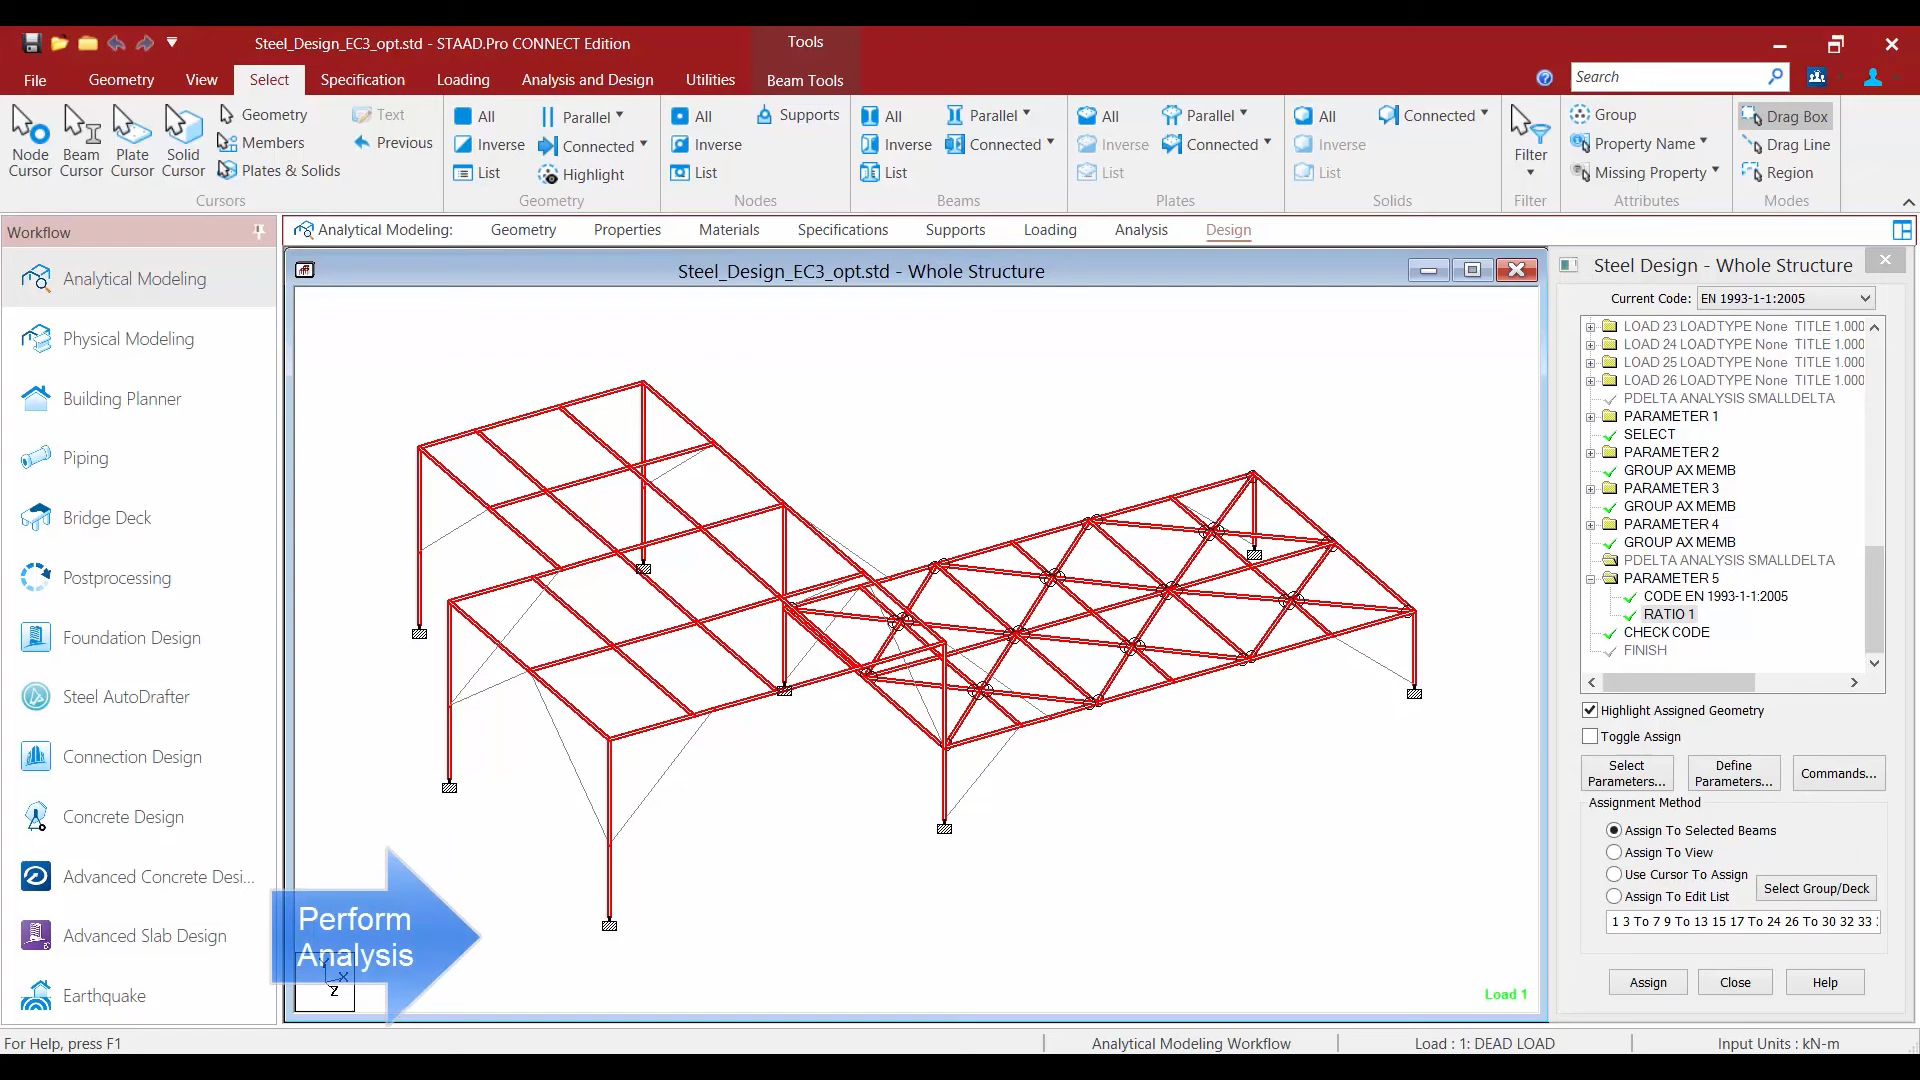 Steel_Design_EC3_opt.std - STAAD.Pro CONNECT Edition
Tools
File Geometry View Select Specification Loading Analysis and Design Utilities Beam Tools
Search
Node Cursor
Beam Cursor
Plate Cursor
Solid Cursor
Geometry
Members
Plates & Solids
Text
Previous
Cursors
All
Inverse
List
Parallel
Connected
Highlight
Geometry
All
Inverse
List
Supports
Nodes
All
Inverse
List
Parallel
Connected
Beams
All
Inverse
List
Parallel
Connected
Plates
All
Inverse
List
Connected
Solids
Filter
Filter
Group
Property Name
Missing Property
Attributes
Drag Box
Drag Line
Region
Modes
Workflow
Analytical Modeling
Physical Modeling
Building Planner
Piping
Bridge Deck
Postprocessing
Foundation Design
Steel AutoDrafter
Connection Design
Concrete Design
Advanced Concrete Desi...
Advanced Slab Design
Earthquake
Analytical Modeling: Geometry Properties Materials Specifications Supports Loading Analysis Design
Steel_Design_EC3_opt.std - Whole Structure
Perform
Analysis
X
Z
Load 1
Steel Design - Whole Structure
Current Code: EN 1993-1-1:2005
LOAD 23 LOADTYPE None TITLE 1.000
LOAD 24 LOADTYPE None TITLE 1.000
LOAD 25 LOADTYPE None TITLE 1.000
LOAD 26 LOADTYPE None TITLE 1.000
PDELTA ANALYSIS SMALLDELTA
PARAMETER 1
SELECT
PARAMETER 2
GROUP AX MEMB
PARAMETER 3
GROUP AX MEMB
PARAMETER 4
GROUP AX MEMB
PDELTA ANALYSIS SMALLDELTA
PARAMETER 5
CODE EN 1993-1-1:2005
RATIO 1
CHECK CODE
FINISH
Highlight Assigned Geometry
Toggle Assign
Select Parameters...
Define Parameters...
Commands...
Assignment Method
Assign To Selected Beams
Assign To View
Use Cursor To Assign
Assign To Edit List
Select Group/Deck
1 3 To 7 9 To 13 15 17 To 24 26 To 30 32 33
Assign Close Help
For Help, press F1
Analytical Modeling Workflow
Load : 1: DEAD LOAD
Input Units : kN-m